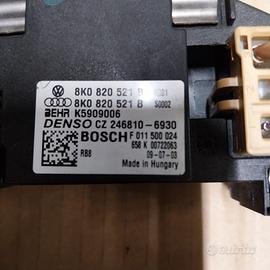 8K0 820 521 B
8K0 820 521 B S0002
BEHR K5909006
DENSO CZ 246810-6930
BOSCH F 011 500 024
658 K 00722063
RB8 09-07-03
Made in Hungary
subito